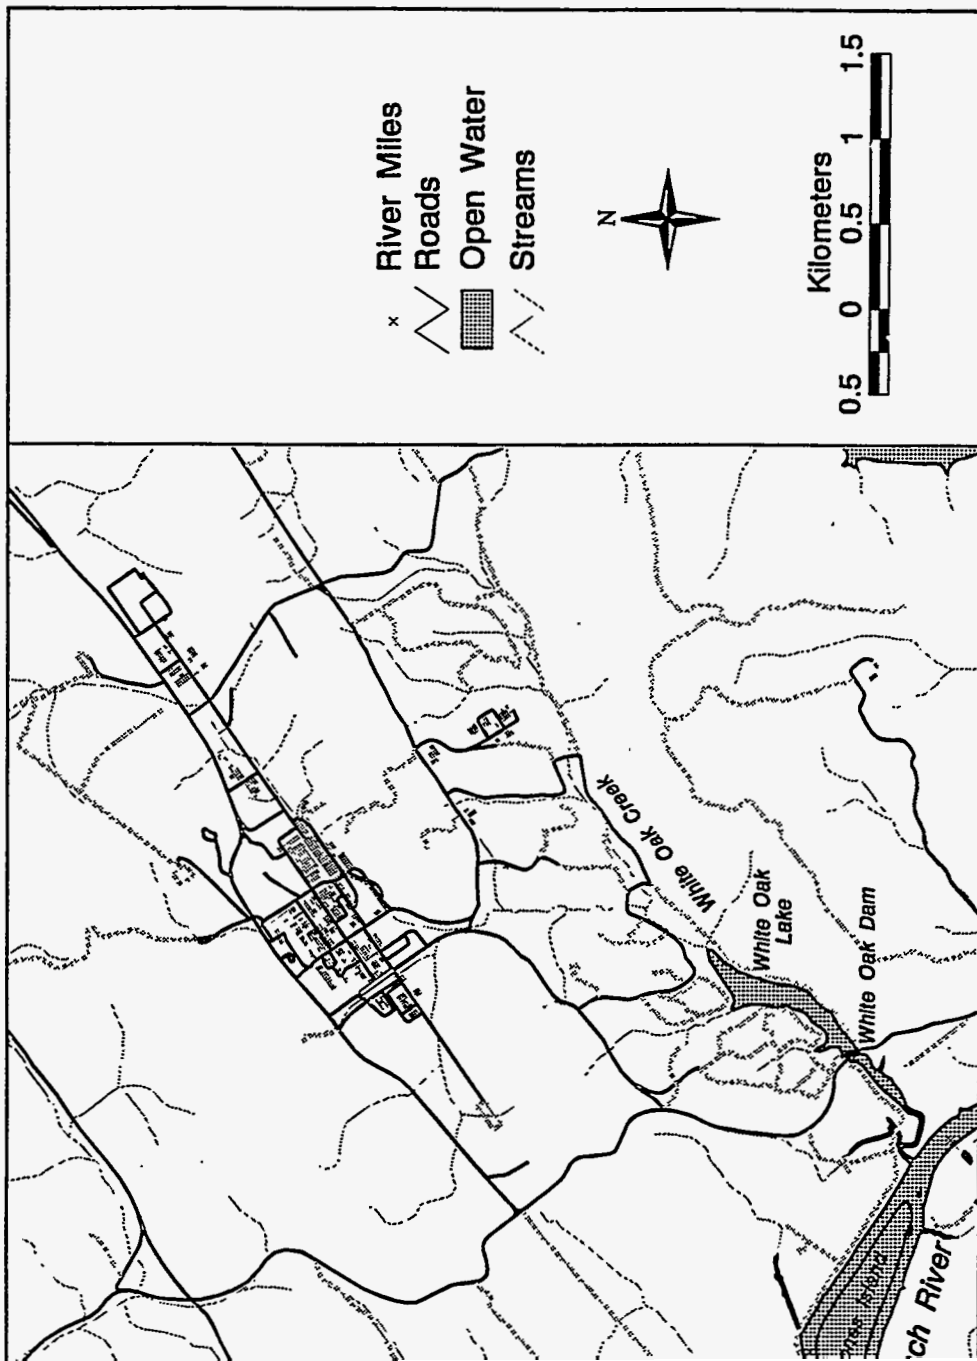 River Miles
Roads
Open Water
Streams
N
Kilometers
0.5 0 0.5 1 1.5
White Oak Creek
White Oak
Lake
White Oak Dam
Island
River